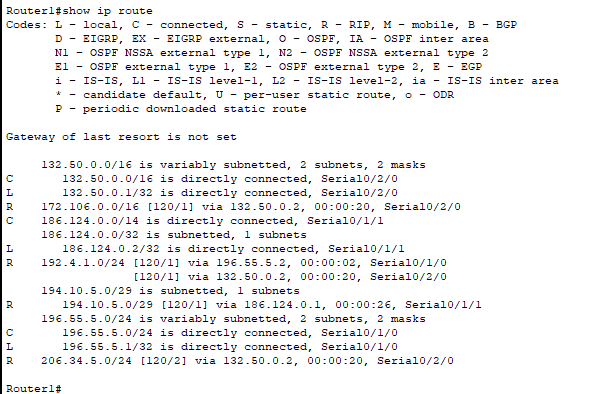 Router1#show ip route
Codes: L - local, C - connected, S - static, R - RIP, M - mobile, B - BGP
       D - EIGRP, EX - EIGRP external, O - OSPF, IA - OSPF inter area
       N1 - OSPF NSSA external type 1, N2 - OSPF NSSA external type 2
       E1 - OSPF external type 1, E2 - OSPF external type 2, E - EGP
       i - IS-IS, L1 - IS-IS level-1, L2 - IS-IS level-2, ia - IS-IS inter area
       * - candidate default, U - per-user static route, o - ODR
       P - periodic downloaded static route
Gateway of last resort is not set
     132.50.0.0/16 is variably subnetted, 2 subnets, 2 masks
C       132.50.0.0/16 is directly connected, Serial0/2/0
L       132.50.0.1/32 is directly connected, Serial0/2/0
R    172.106.0.0/16 [120/1] via 132.50.0.2, 00:00:20, Serial0/2/0
C    186.124.0.0/14 is directly connected, Serial0/1/1
     186.124.0.0/32 is subnetted, 1 subnets
L       186.124.0.2/32 is directly connected, Serial0/1/1
R    192.4.1.0/24 [120/1] via 196.55.5.2, 00:00:02, Serial0/1/0
                  [120/1] via 132.50.0.2, 00:00:20, Serial0/2/0
     194.10.5.0/29 is subnetted, 1 subnets
R       194.10.5.0/29 [120/1] via 186.124.0.1, 00:00:26, Serial0/1/1
     196.55.5.0/24 is variably subnetted, 2 subnets, 2 masks
C       196.55.5.0/24 is directly connected, Serial0/1/0
L       196.55.5.1/32 is directly connected, Serial0/1/0
R    206.34.5.0/24 [120/2] via 132.50.0.2, 00:00:20, Serial0/2/0
Router1#